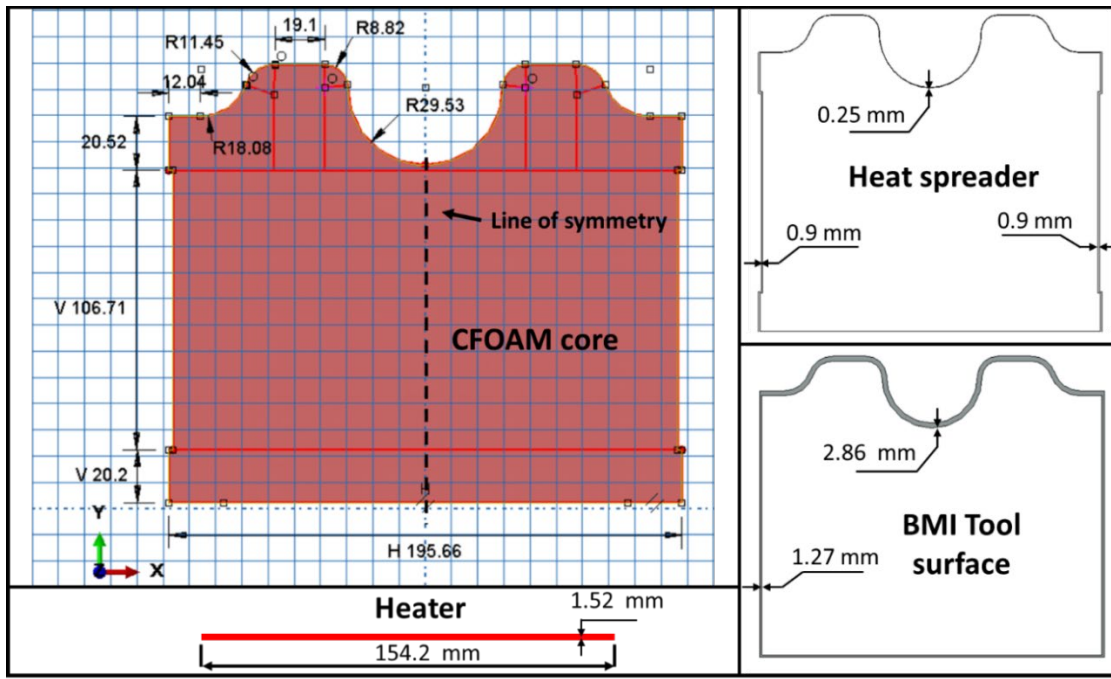 19.1
R11.45
R8.82
12.04
R29.53
20.52
R18.08
Line of symmetry
V 106.71
CFOAM core
V 20.2
H
Y
X
H 195.66
Heater
1.52 mm
154.2 mm
0.25 mm
Heat spreader
0.9 mm
0.9 mm
2.86 mm
BMI Tool
surface
1.27 mm